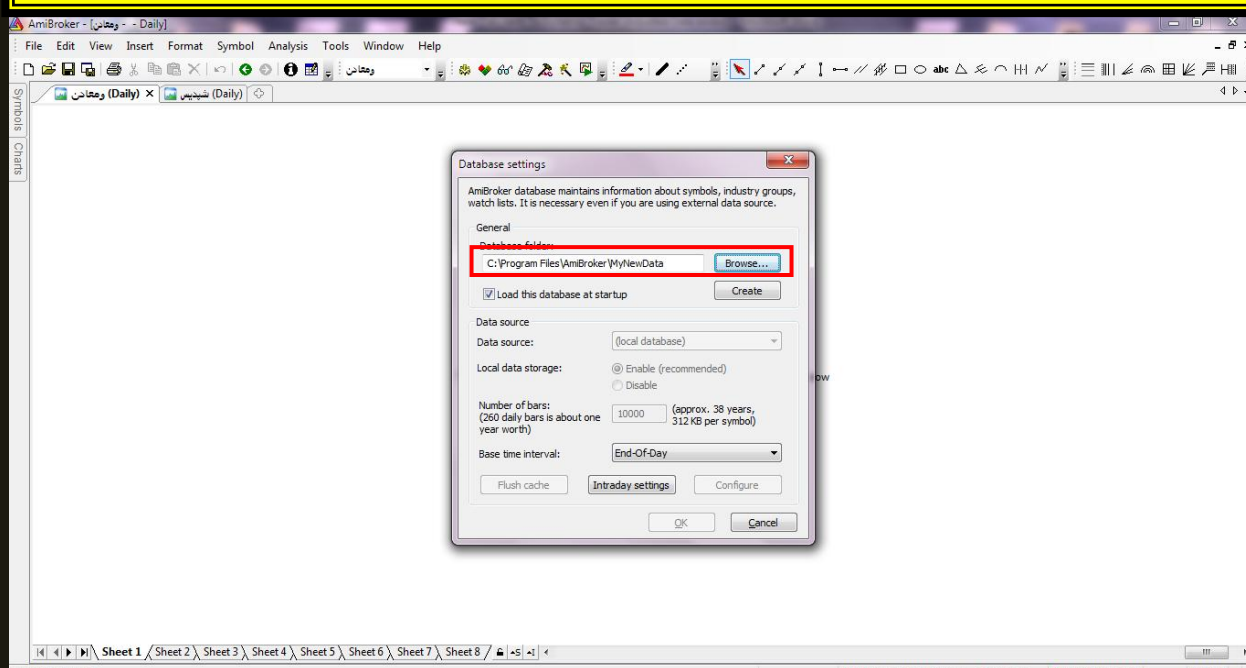 AmiBroker - [ومعادن - - Daily]
File Edit View Insert Format Symbol Analysis Tools Window Help
ومعادن
abc
ومعادن (Daily) X شپدیس (Daily)
Symbols
Charts
Database settings
AmiBroker database maintains information about symbols, industry groups,
watch lists. It is necessary even if you are using external data source.
General
Database folder:
C:\Program Files\AmiBroker\MyNewData Browse...
Load this database at startup Create
Data source
Data source: (local database)
Local data storage: Enable (recommended)
Disable
ow
Number of bars:
(260 daily bars is about one
year worth)
10000
(approx. 38 years,
312 KB per symbol)
Base time interval: End-Of-Day
Flush cache Intraday settings Configure
OK Cancel
Sheet 1 Sheet 2 Sheet 3 Sheet 4 Sheet 5 Sheet 6 Sheet 7 Sheet 8